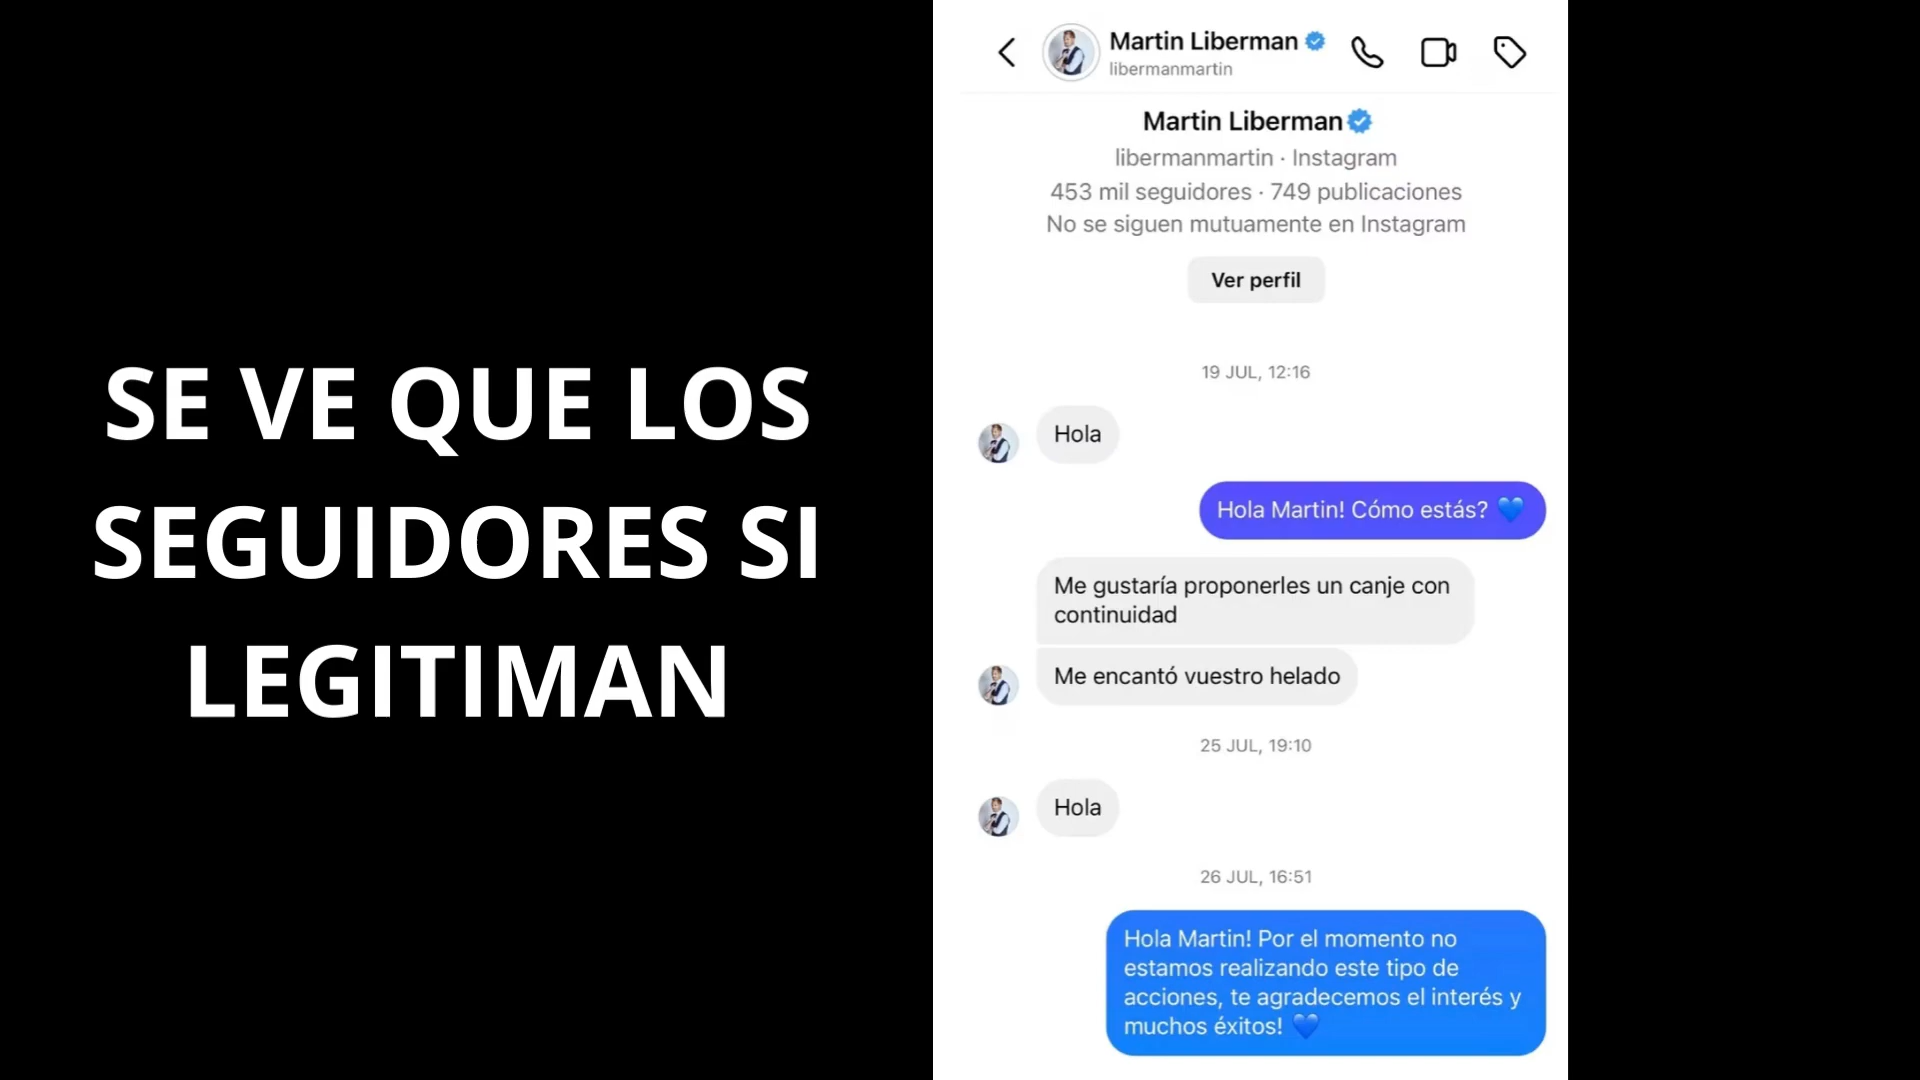 SE VE QUE LOS
SEGUIDORES SI
LEGITIMAN
Martin Liberman
libermanmartin
Martin Liberman
libermanmartin · Instagram
453 mil seguidores · 749 publicaciones
No se siguen mutuamente en Instagram
Ver perfil
19 JUL, 12:16
Hola
Hola Martin! Cómo estás? 💙
Me gustaría proponerles un canje con
continuidad
Me encantó vuestro helado
25 JUL, 19:10
Hola
26 JUL, 16:51
Hola Martin! Por el momento no
estamos realizando este tipo de
acciones, te agradecemos el interés y
muchos éxitos! 💙